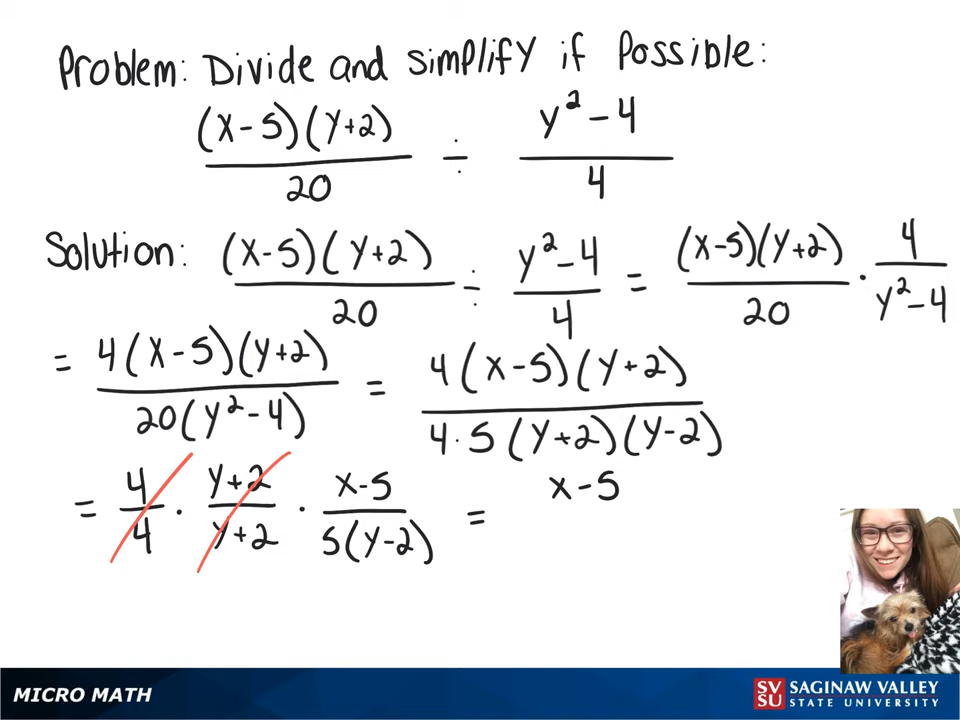 Problem: Divide and simplify if possible:
(x-5)(y+2)/20 ÷ y²-4/4
Solution: (x-5)(y+2)/20 ÷ y²-4/4 = (x-5)(y+2)/20 · 4/y²-4
= 4(x-5)(y+2)/20(y²-4) = 4(x-5)(y+2)/4·5(y+2)(y-2)
= 4/4 · y+2/y+2 · x-5/5(y-2) = x-5
MICRO MATH
SV SU SAGINAW VALLEY
STATE UNIVERSITY